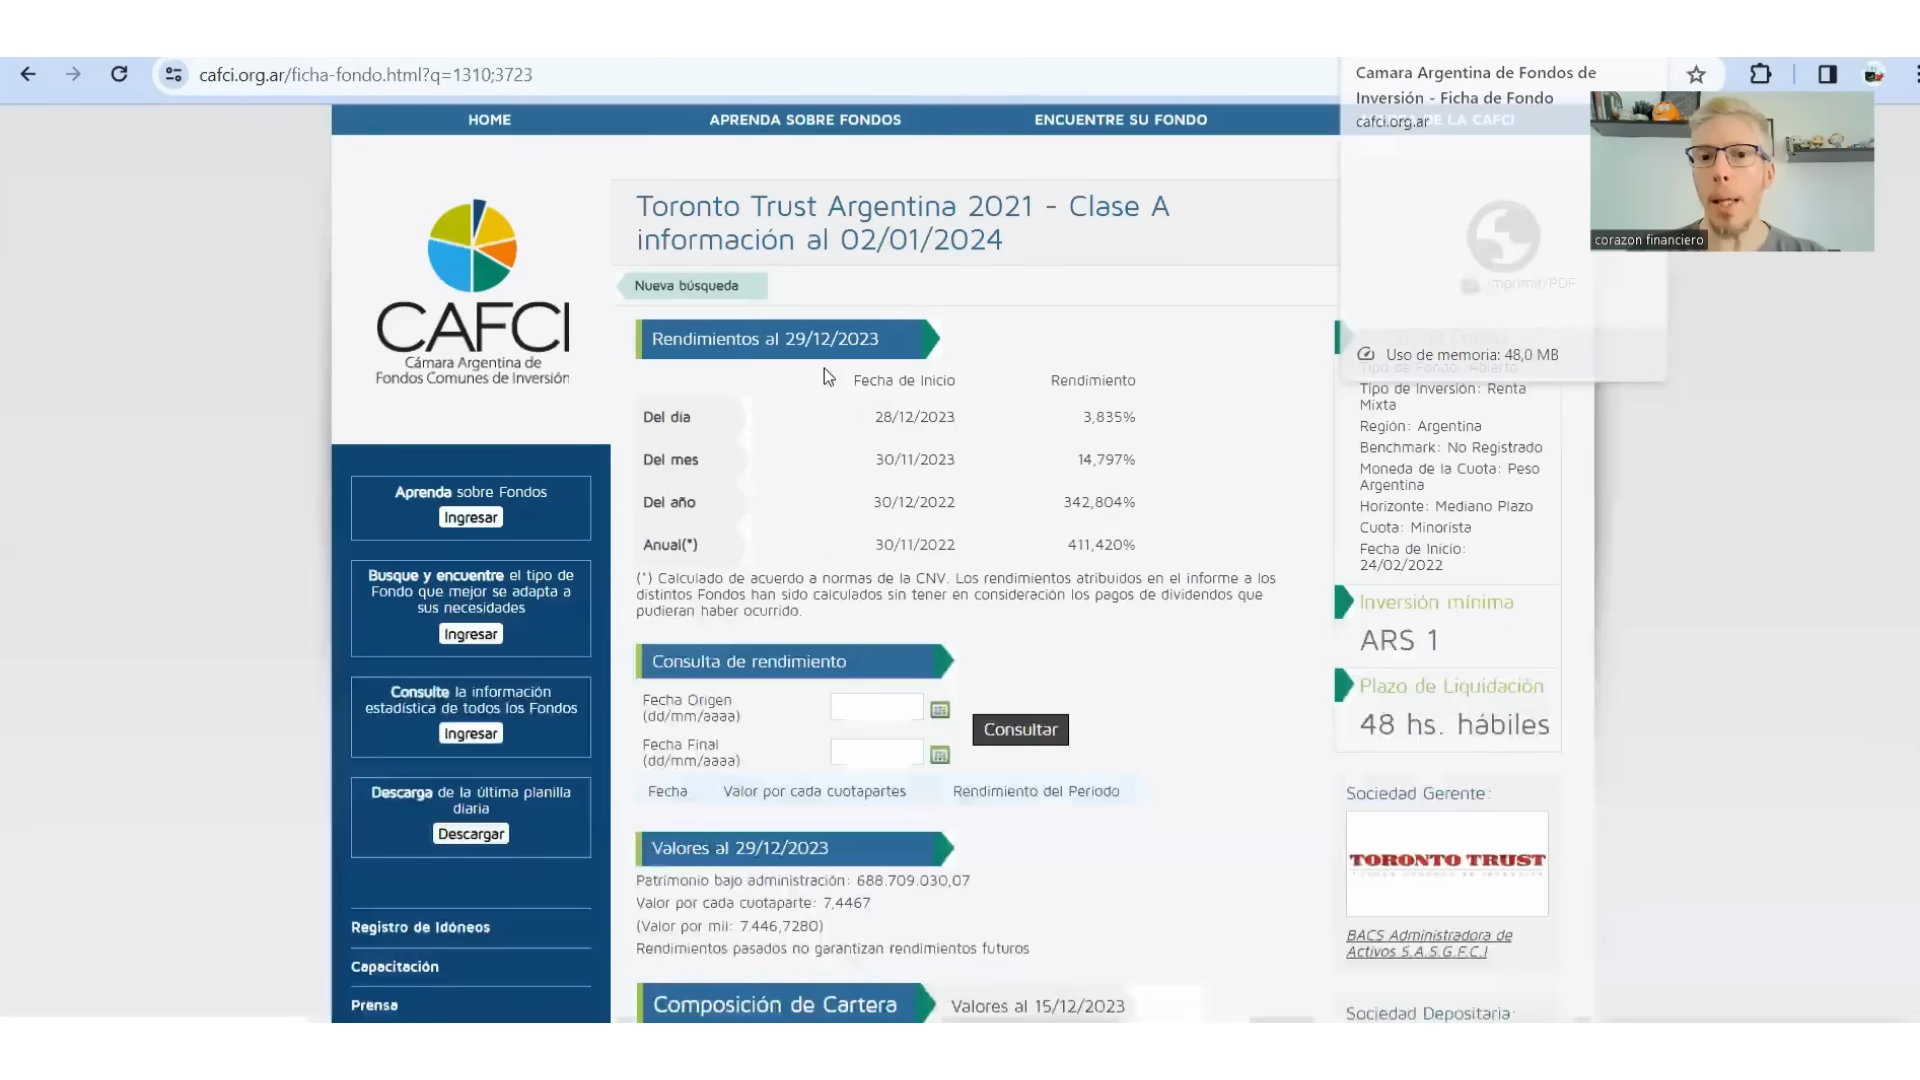 cafci.org.ar/ficha-fondo.html?q=1310;3723
Camara Argentina de Fondos de
Inversión - Ficha de Fondo
cafci.org.ar
HOME
APRENDA SOBRE FONDOS
ENCUENTRE SU FONDO
DE LA CAFCI
corazon financiero
CAFCI
Cámara Argentina de
Fondos Comunes de Inversión
Toronto Trust Argentina 2021 - Clase A
información al 02/01/2024
Imprimit/PDF
Nueva búsqueda
Rendimientos al 29/12/2023
Fecha de Inicio Rendimiento
Del día 28/12/2023 3,835%
Del mes 30/11/2023 14,797%
Del año 30/12/2022 342,804%
Anual(*) 30/11/2022 411,420%
(*) Calculado de acuerdo a normas de la CNV. Los rendimientos atribuidos en el informe a los
distintos Fondos han sido calculados sin tener en consideración los pagos de dividendos que
pudieran haber ocurrido.
Uso de memoria: 48,0 MB
Tipo de Fondo: Abierto
Tipo de Inversión: Renta
Mixta
Región: Argentina
Benchmark: No Registrado
Moneda de la Cuota: Peso
Argentina
Horizonte: Mediano Plazo
Cuota: Minorista
Fecha de Inicio:
24/02/2022
Inversión mínima
ARS 1
Plazo de Liquidación
48 hs. hábiles
Aprenda sobre Fondos
Ingresar
Busque y encuentre el tipo de
Fondo que mejor se adapta a
sus necesidades
Ingresar
Consulte la información
estadística de todos los Fondos
Ingresar
Descarga de la última planilla
diaria
Descargar
Registro de Idóneos
Capacitación
Prensa
Consulta de rendimiento
Fecha Origen
(dd/mm/aaaa)
Fecha Final
(dd/mm/aaaa)
Consultar
Fecha Valor por cada cuotapartes Rendimiento del Periodo
Valores al 29/12/2023
Patrimonio bajo administración: 688.709.030,07
Valor por cada cuotaparte: 7,4467
(Valor por mil: 7.446,7280)
Rendimientos pasados no garantizan rendimientos futuros
Composición de Cartera Valores al 15/12/2023
Sociedad Gerente:
TORONTO TRUST
BACS Administradora de
Activos S.A.S.G.F.C.I
Sociedad Depositaria: